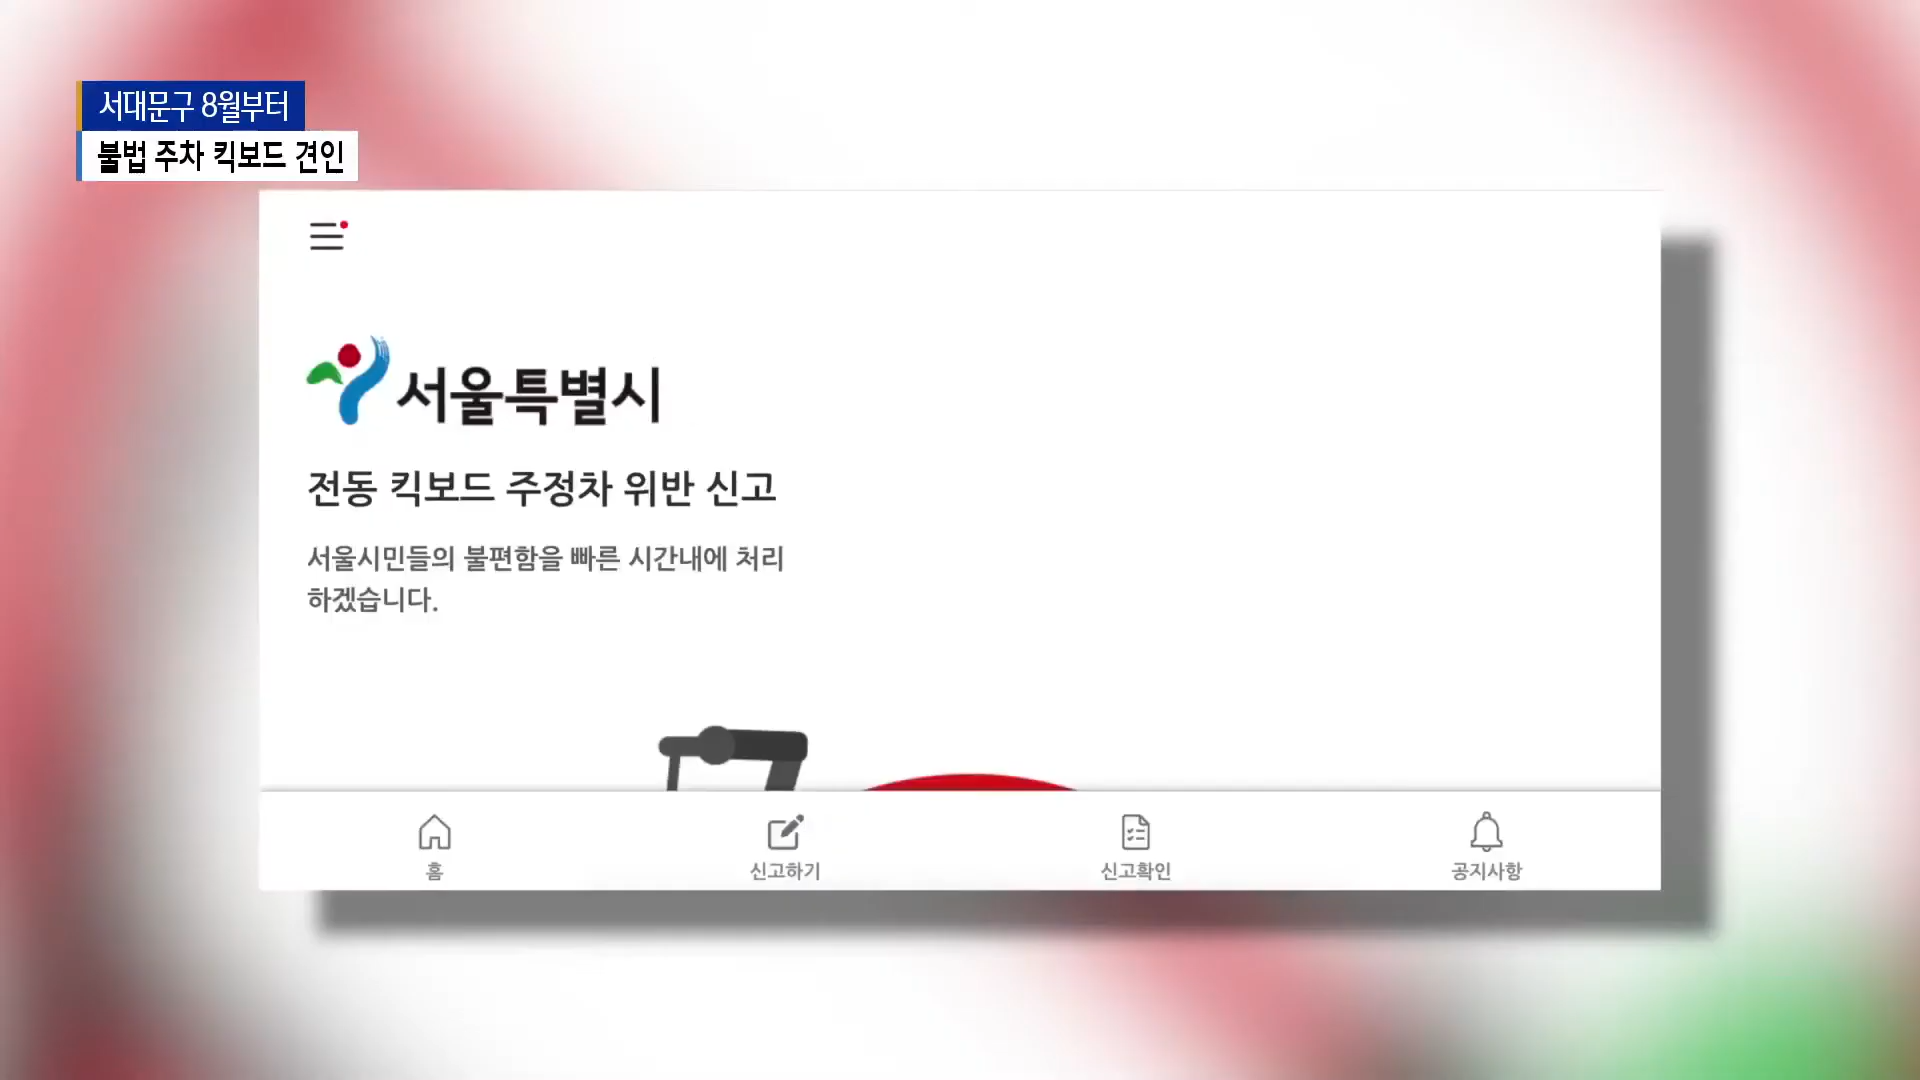 서대문구 8월부터
불법 주차 킥보드 견인
서울특별시
전동 킥보드 주정차 위반 신고
서울시민들의 불편함을 빠른 시간내에 처리
하겠습니다.
홈
신고하기
신고확인
공지사항